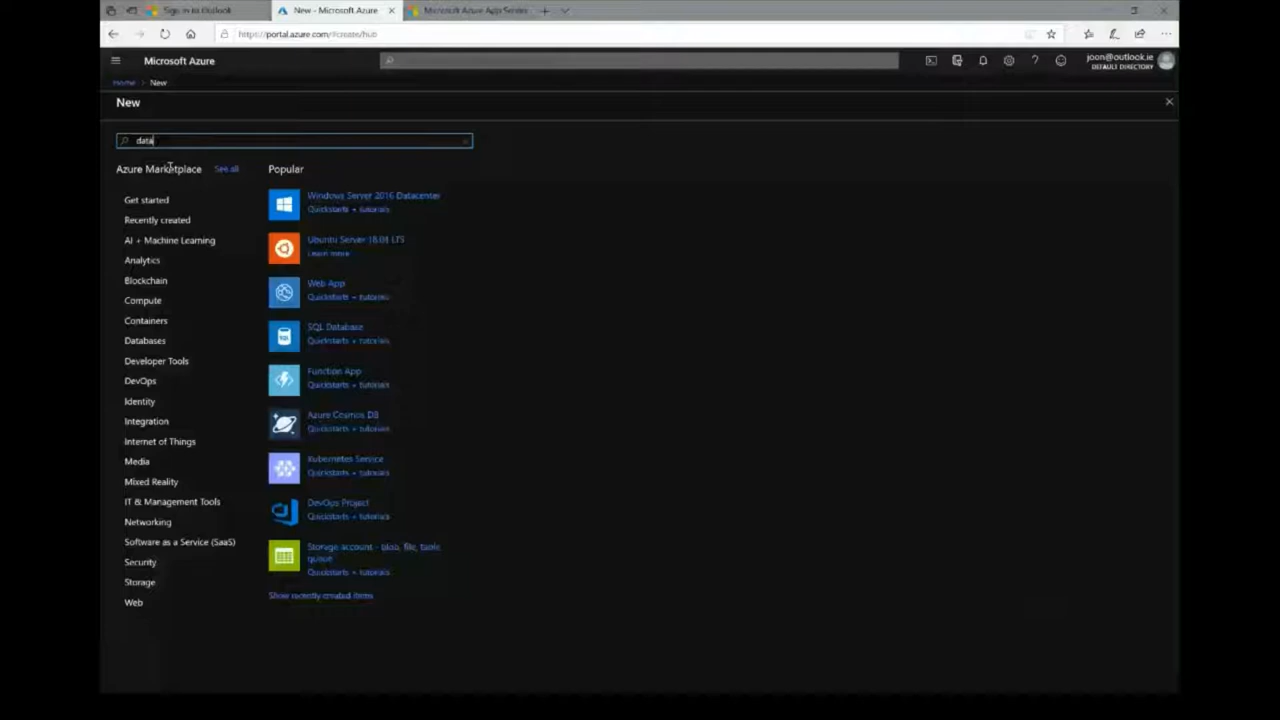 Sign in to Outlook
New - Microsoft Azure
Microsoft Azure App Server
https://portal.azure.com/#create/hub
Microsoft Azure
joon@outlook.ie
DEFAULT DIRECTORY
Home > New
New
data
Azure Marketplace
See all
Popular
Get started
Recently created
AI + Machine Learning
Analytics
Blockchain
Compute
Containers
Databases
Developer Tools
DevOps
Identity
Integration
Internet of Things
Media
Mixed Reality
IT & Management Tools
Networking
Software as a Service (SaaS)
Security
Storage
Web
Windows Server 2016 Datacenter
Quickstarts + tutorials
Ubuntu Server 18.04 LTS
Learn more
Web App
Quickstarts + tutorials
SQL Database
Quickstarts + tutorials
Function App
Quickstarts + tutorials
Azure Cosmos DB
Quickstarts + tutorials
Kubernetes Service
Quickstarts + tutorials
DevOps Project
Quickstarts + tutorials
Storage account - blob, file, table,
queue
Quickstarts + tutorials
Show recently created items